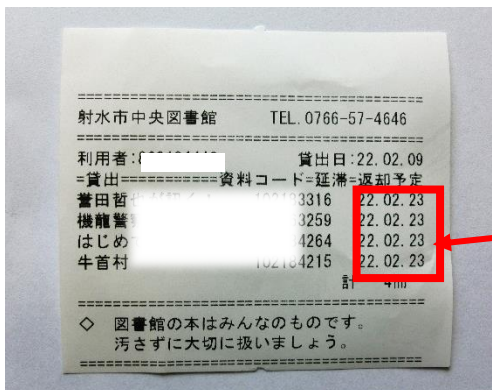 射水市中央図書館 TEL.0766-57-4646
利用者: 貸出日:22.02.09
=貸出===========資料コード=延滞=返却予定
誉田哲也 3316 22.02.23
機龍警 3259 22.02.23
はじめ 4264 22.02.23
牛首村 4215 22.02.23
計 4冊
◇ 図書館の本はみんなのものです。
汚さずに大切に扱いましょう。